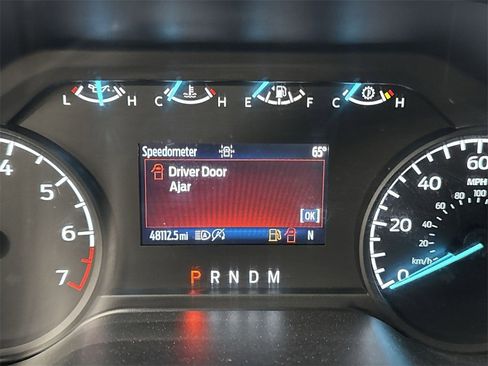 L H C H E F C H
Speedometer 65°
Driver Door
Ajar
[OK]
48112.5 mi A N
P R N D M
4
5
6
7
60
MPH
40
20
0
100
80
60
40
20
km/h